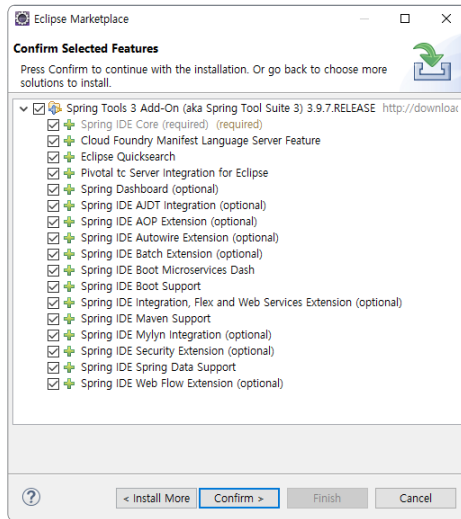 Eclipse Marketplace
Confirm Selected Features
Press Confirm to continue with the installation. Or go back to choose more
solutions to install.
Spring Tools 3 Add-On (aka Spring Tool Suite 3) 3.9.7.RELEASE http://download
Spring IDE Core (required) (required)
Cloud Foundry Manifest Language Server Feature
Eclipse Quicksearch
Pivotal tc Server Integration for Eclipse
Spring Dashboard (optional)
Spring IDE AJDT Integration (optional)
Spring IDE AOP Extension (optional)
Spring IDE Autowire Extension (optional)
Spring IDE Batch Extension (optional)
Spring IDE Boot Microservices Dash
Spring IDE Boot Support
Spring IDE Integration, Flex and Web Services Extension (optional)
Spring IDE Maven Support
Spring IDE Mylyn Integration (optional)
Spring IDE Security Extension (optional)
Spring IDE Spring Data Support
Spring IDE Web Flow Extension (optional)
? < Install More Confirm > Finish Cancel